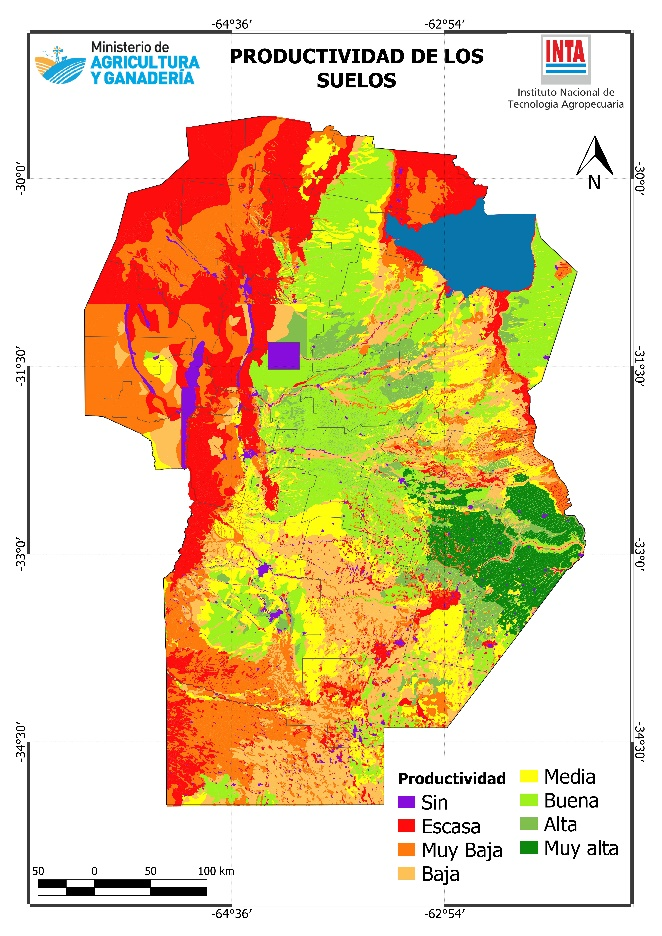 -64°36′
-62°54′
Ministerio de
AGRICULTURA
Y GANADERÍA
PRODUCTIVIDAD DE LOS
SUELOS
INTA
Instituto Nacional de
Tecnología Agropecuaria
N
-30°0′
-30°0′
-31°30′
-31°30′
-33°0′
-33°0′
-34°30′
-34°30′
Productividad
Sin
Escasa
Muy Baja
Baja
Media
Buena
Alta
Muy alta
50 0 50 100 km
-64°36′
-62°54′